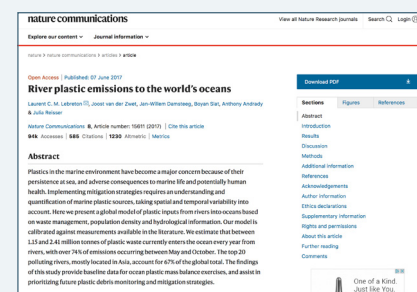 nature communications
View all Nature Research journals Search Login
Explore our content Journal information
nature > nature communications > articles > article
Open Access | Published: 07 June 2017
River plastic emissions to the world's oceans
Laurent C. M. Lebreton, Joost van der Zwet, Jan-Willem Damsteeg, Boyan Slat, Anthony Andrady
& Julia Reisser
Nature Communications 8, Article number: 15611 (2017) | Cite this article
94k Accesses | 585 Citations | 1230 Altmetric | Metrics
Abstract
Plastics in the marine environment have become a major concern because of their
persistence at sea, and adverse consequences to marine life and potentially human
health. Implementing mitigation strategies requires an understanding and
quantification of marine plastic sources, taking spatial and temporal variability into
account. Here we present a global model of plastic inputs from rivers into oceans based
on waste management, population density and hydrological information. Our model is
calibrated against measurements available in the literature. We estimate that between
1.15 and 2.41 million tonnes of plastic waste currently enters the ocean every year from
rivers, with over 74% of emissions occurring between May and October. The top 20
polluting rivers, mostly located in Asia, account for 67% of the global total. The findings
of this study provide baseline data for ocean plastic mass balance exercises, and assist in
prioritizing future plastic debris monitoring and mitigation strategies.
Download PDF
Sections Figures References
Abstract
Introduction
Results
Discussion
Methods
Additional information
References
Acknowledgements
Author information
Ethics declarations
Supplementary information
Rights and permissions
About this article
Further reading
Comments
One of a Kind.
Just like You.